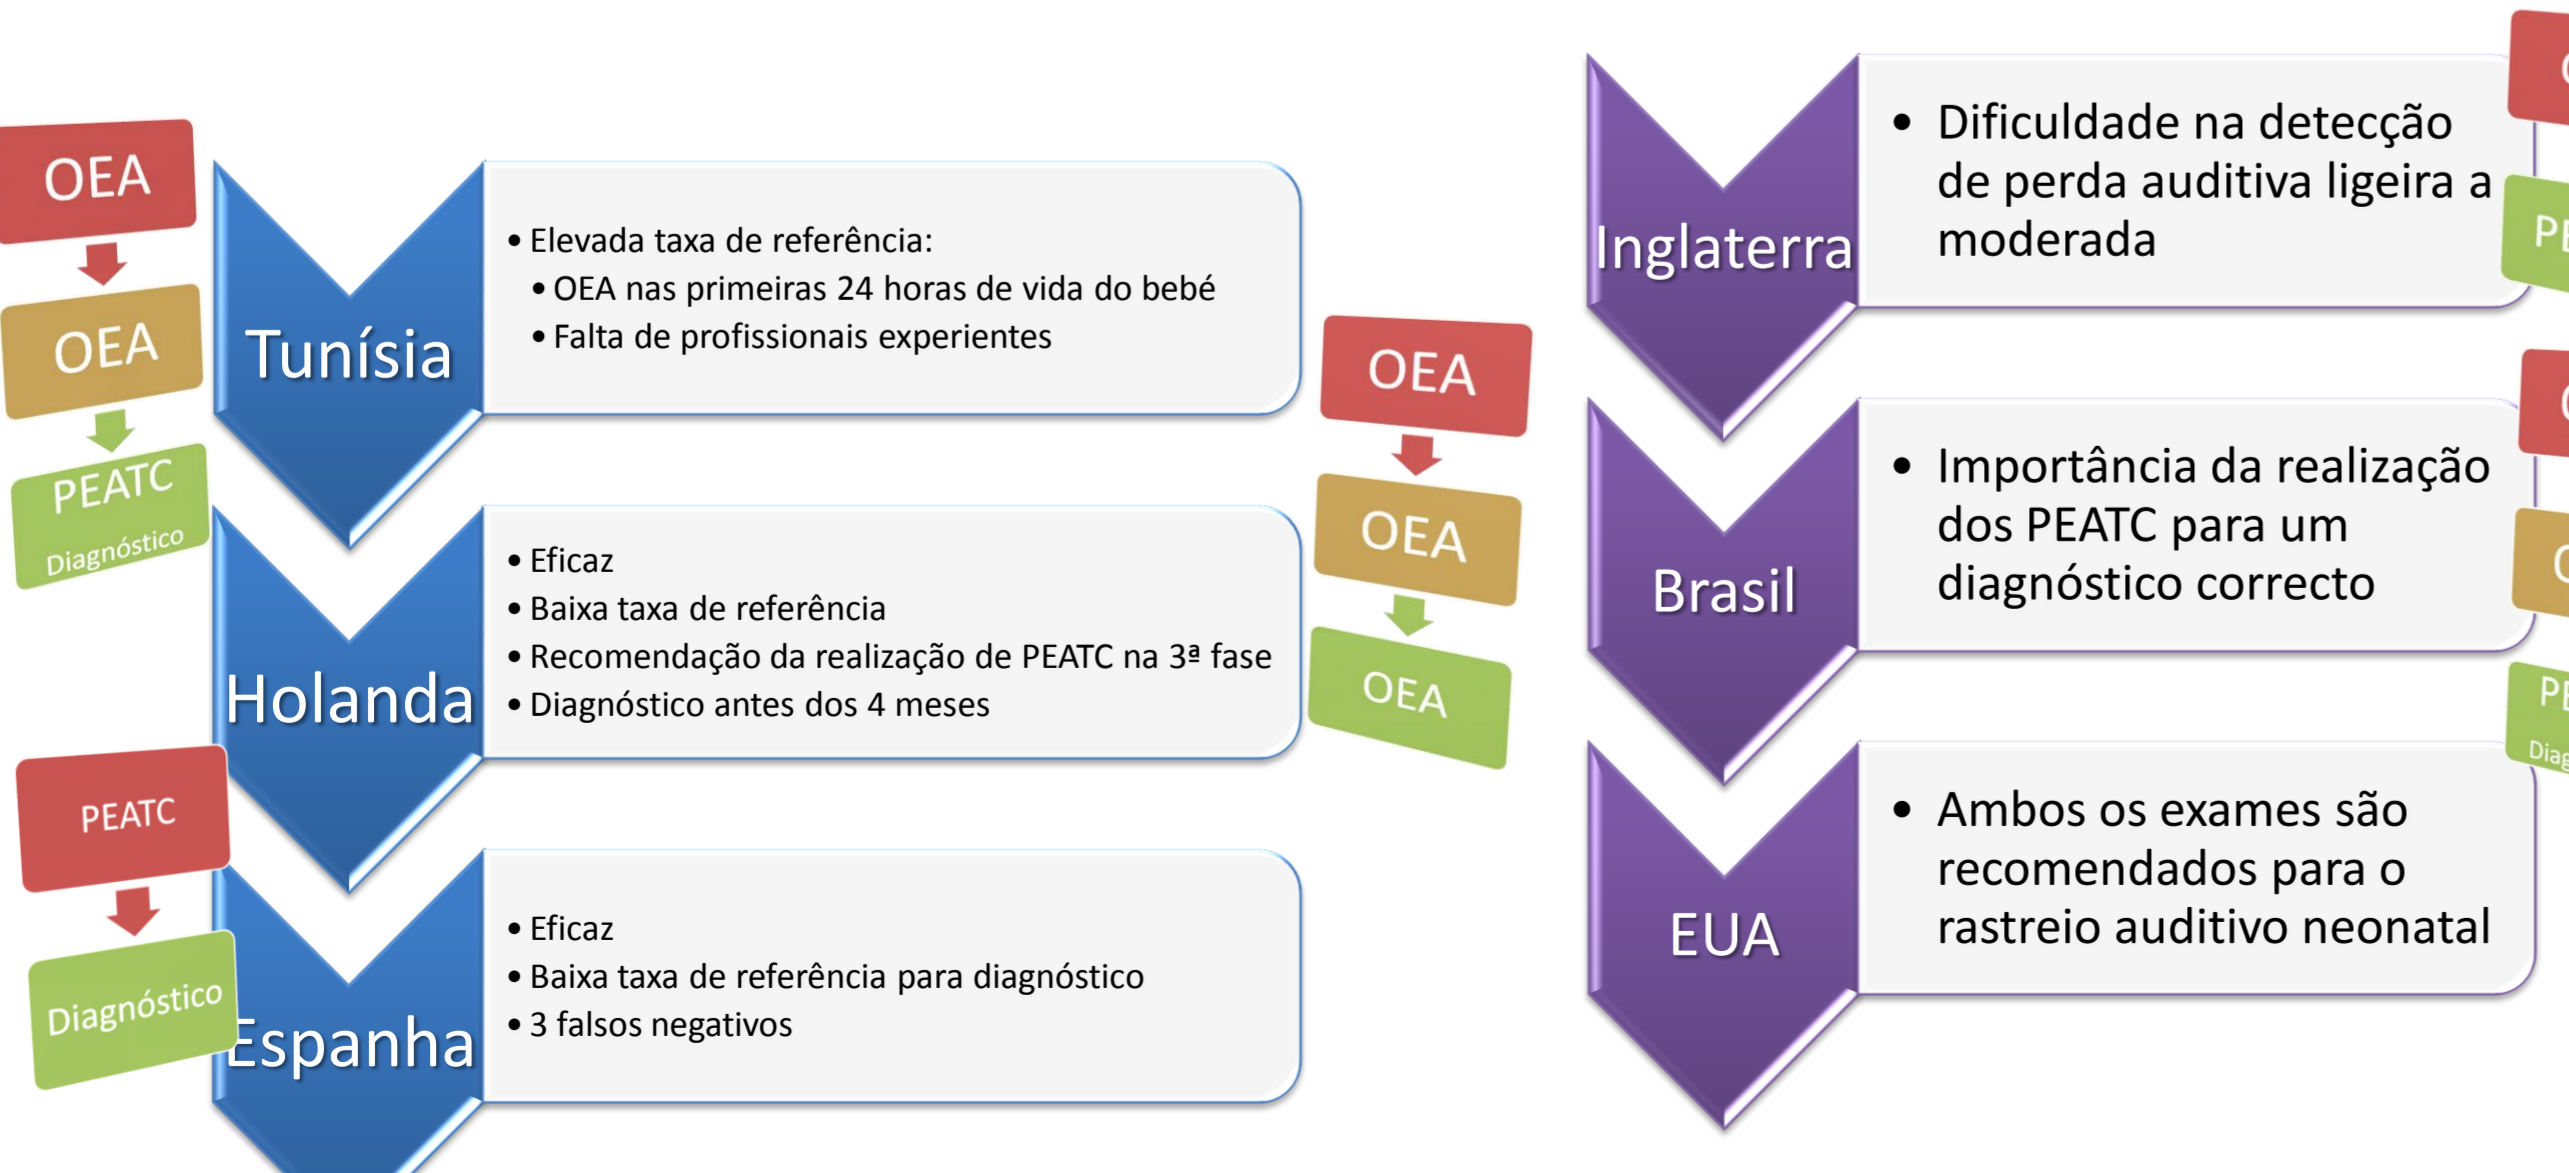 OEA
OEA
PEATC
Diagnóstico
Tunísia
• Elevada taxa de referência:
• OEA nas primeiras 24 horas de vida do bebé
• Falta de profissionais experientes
Holanda
• Eficaz
• Baixa taxa de referência
• Recomendação da realização de PEATC na 3ª fase
• Diagnóstico antes dos 4 meses
OEA
OEA
OEA
PEATC
Diagnóstico
Espanha
• Eficaz
• Baixa taxa de referência para diagnóstico
• 3 falsos negativos
Inglaterra
• Dificuldade na detecção
de perda auditiva ligeira a
moderada
Brasil
• Importância da realização
dos PEATC para um
diagnóstico correcto
EUA
• Ambos os exames são
recomendados para o
rastreio auditivo neonatal